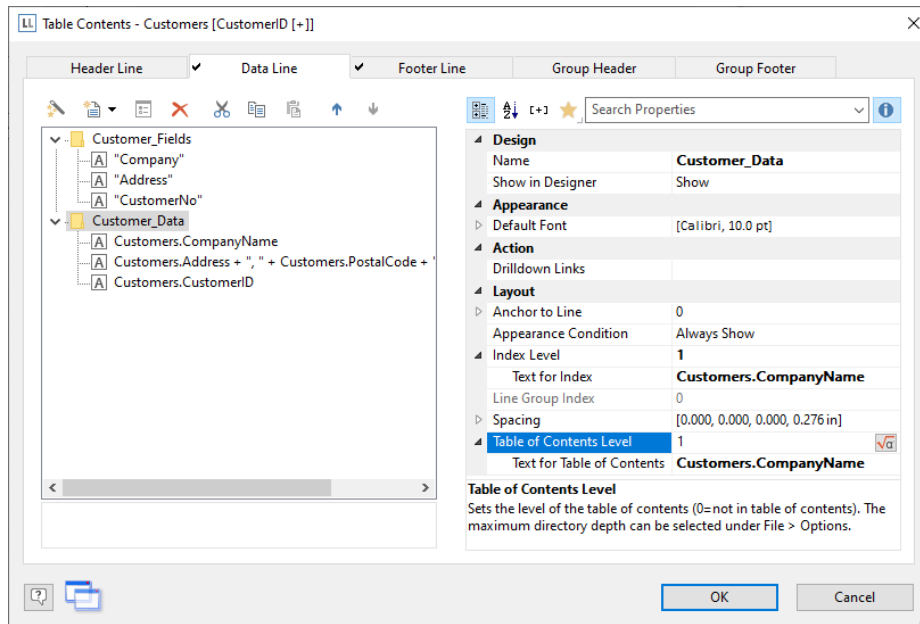 LL Table Contents - Customers [CustomerID [+]]
Header Line Data Line Footer Line Group Header Group Footer
Search Properties
Customer_Fields
"Company"
"Address"
"CustomerNo"
Customer_Data
Customers.CompanyName
Customers.Address + ", " + Customers.PostalCode + "
Customers.CustomerID
Design
Name Customer_Data
Show in Designer Show
Appearance
Default Font [Calibri, 10.0 pt]
Action
Drilldown Links
Layout
Anchor to Line 0
Appearance Condition Always Show
Index Level 1
Text for Index Customers.CompanyName
Line Group Index 0
Spacing [0.000, 0.000, 0.000, 0.276 in]
Table of Contents Level 1
Text for Table of Contents Customers.CompanyName
Table of Contents Level
Sets the level of the table of contents (0=not in table of contents). The
maximum directory depth can be selected under File > Options.
OK Cancel